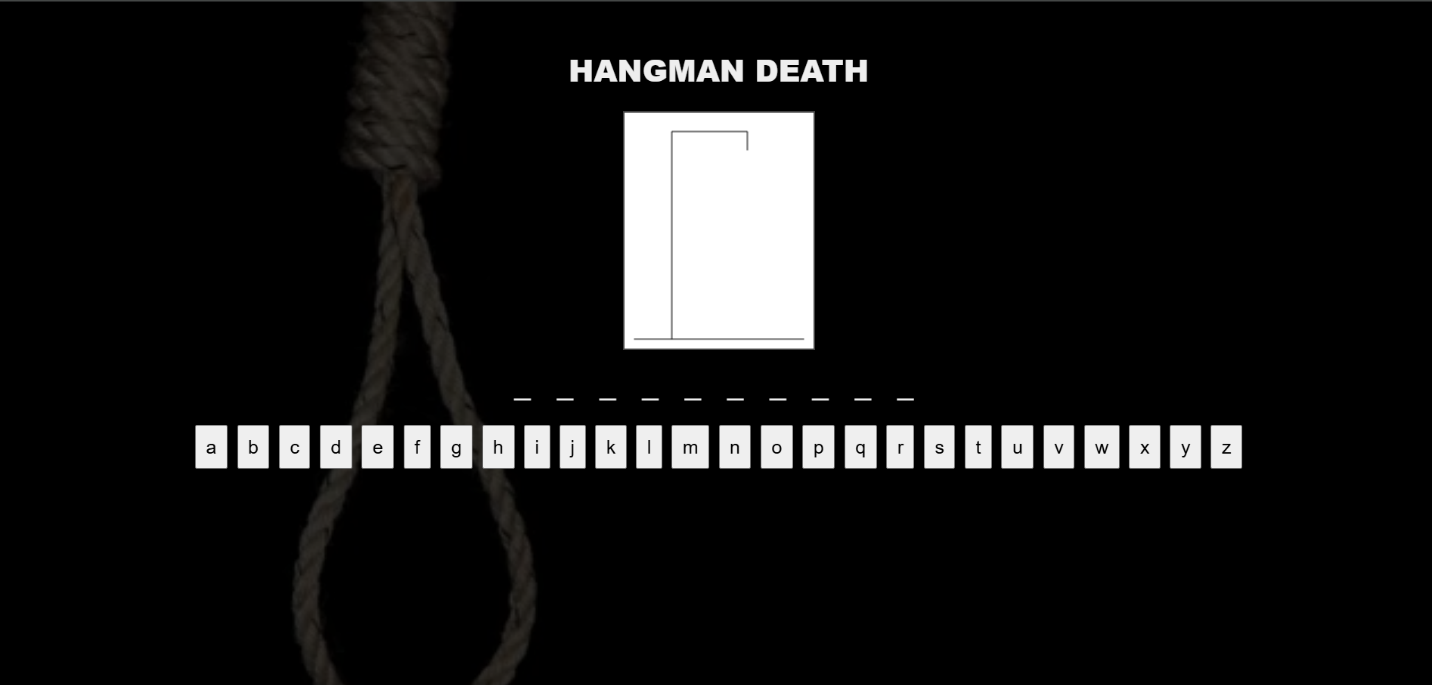 HANGMAN DEATH
_ _ _ _ _ _ _ _ _ _
a b c d e f g h i j k l m n o p q r s t u v w x y z